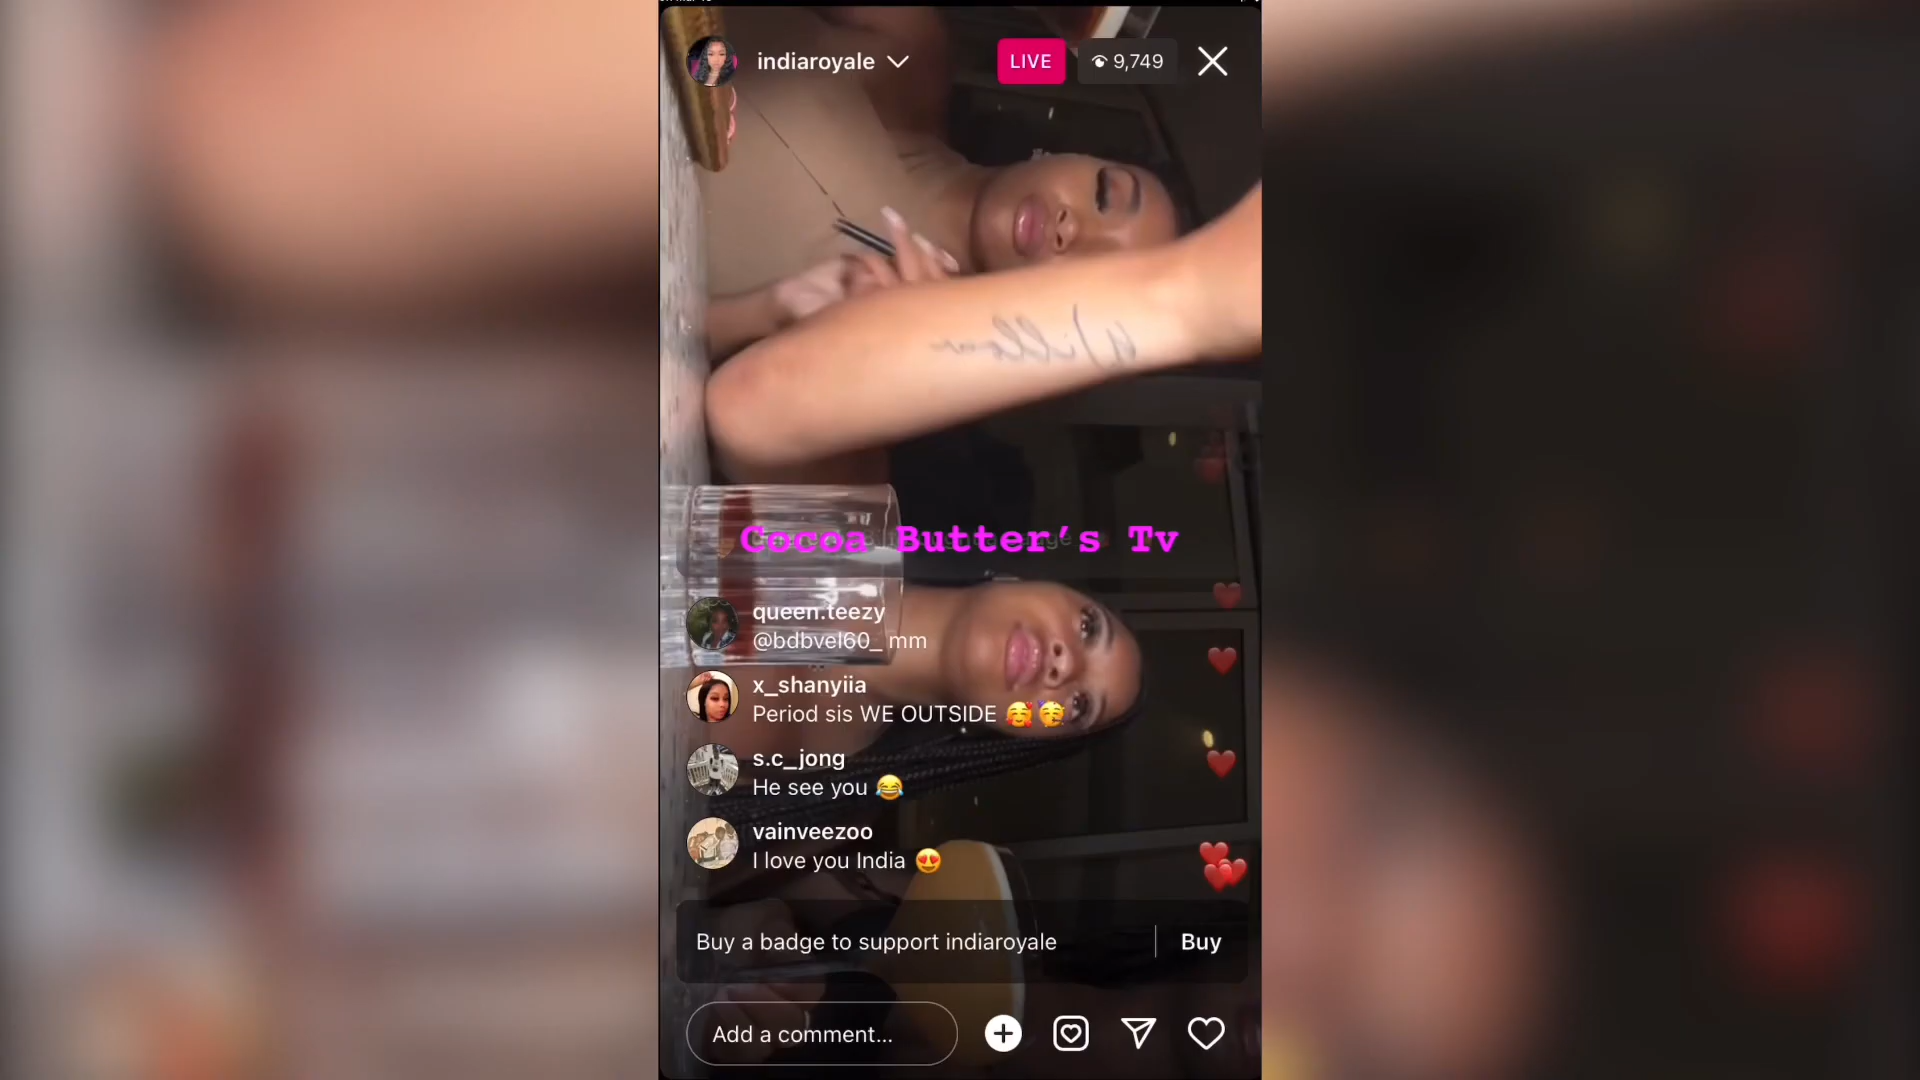 indiaroyale
LIVE
9,749
Cocoa Butter's Tv
queen.teezy
@bdbvel60_ mm
x_shanyiia
Period sis WE OUTSIDE 🥰🥳
s.c_jong
He see you 😂
vainveezoo
I love you India 😍
Buy a badge to support indiaroyale
Buy
Add a comment...